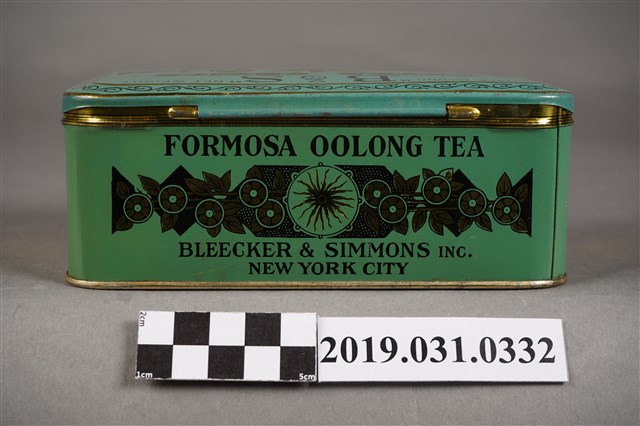 FORMOSA OOLONG TEA
BLEECKER & SIMMONS INC.
NEW YORK CITY
2cm
1cm
5cm
2019.031.0332